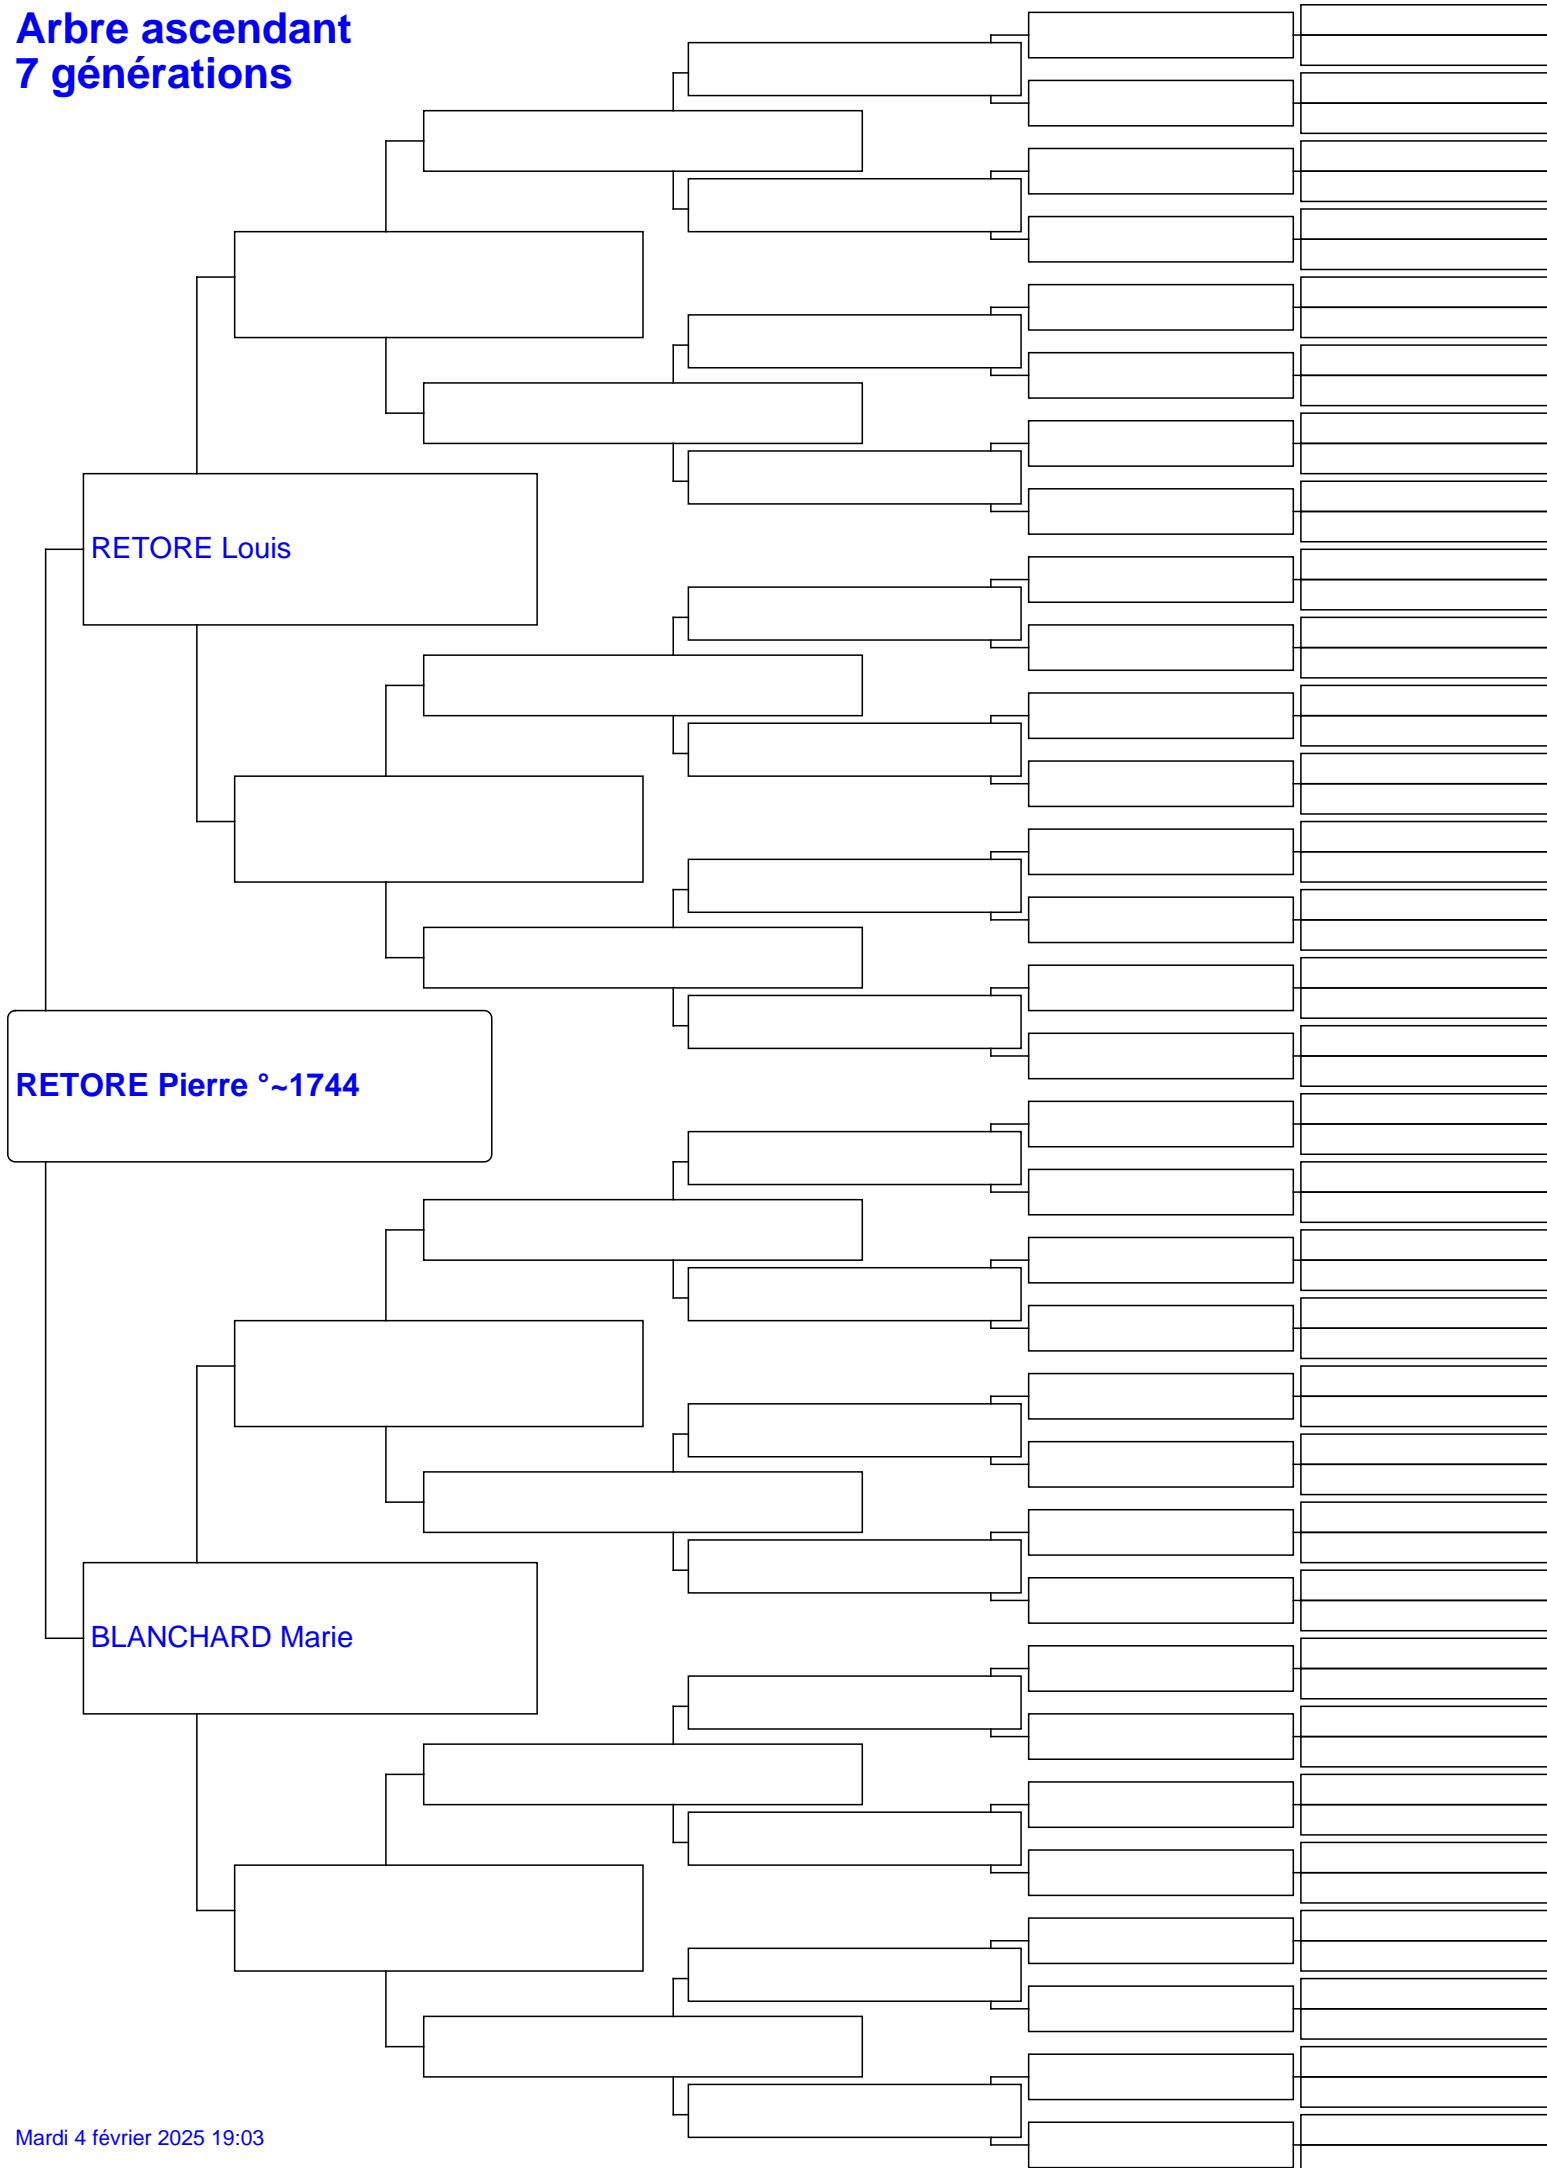 Arbre ascendant
7 générations
RETORE Louis
RETORE Pierre °~1744
BLANCHARD Marie
Mardi 4 février 2025 19:03